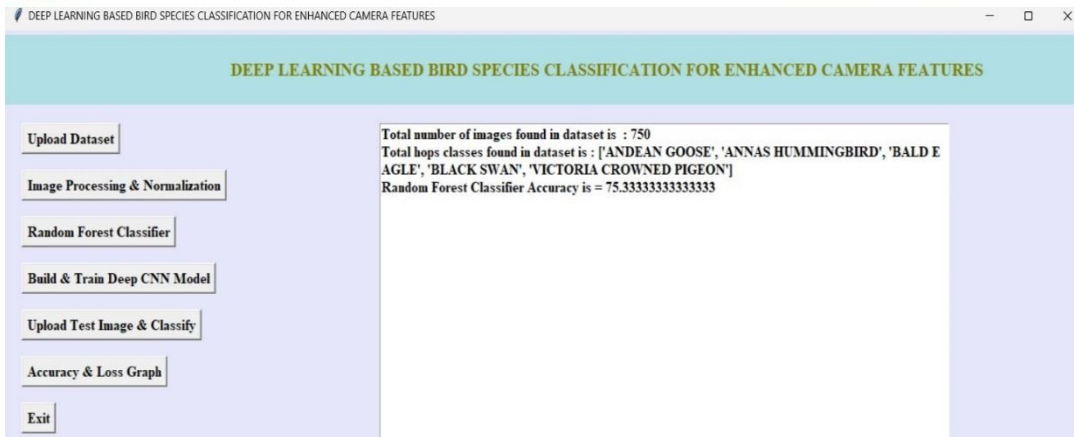 DEEP LEARNING BASED BIRD SPECIES CLASSIFICATION FOR ENHANCED CAMERA FEATURES
DEEP LEARNING BASED BIRD SPECIES CLASSIFICATION FOR ENHANCED CAMERA FEATURES
Upload Dataset
Image Processing & Normalization
Random Forest Classifier
Build & Train Deep CNN Model
Upload Test Image & Classify
Accuracy & Loss Graph
Exit
Total number of images found in dataset is : 750
Total hops classes found in dataset is : ['ANDEAN GOOSE', 'ANNAS HUMMINGBIRD', 'BALD E
AGLE', 'BLACK SWAN', 'VICTORIA CROWNED PIGEON']
Random Forest Classifier Accuracy is = 75.33333333333333